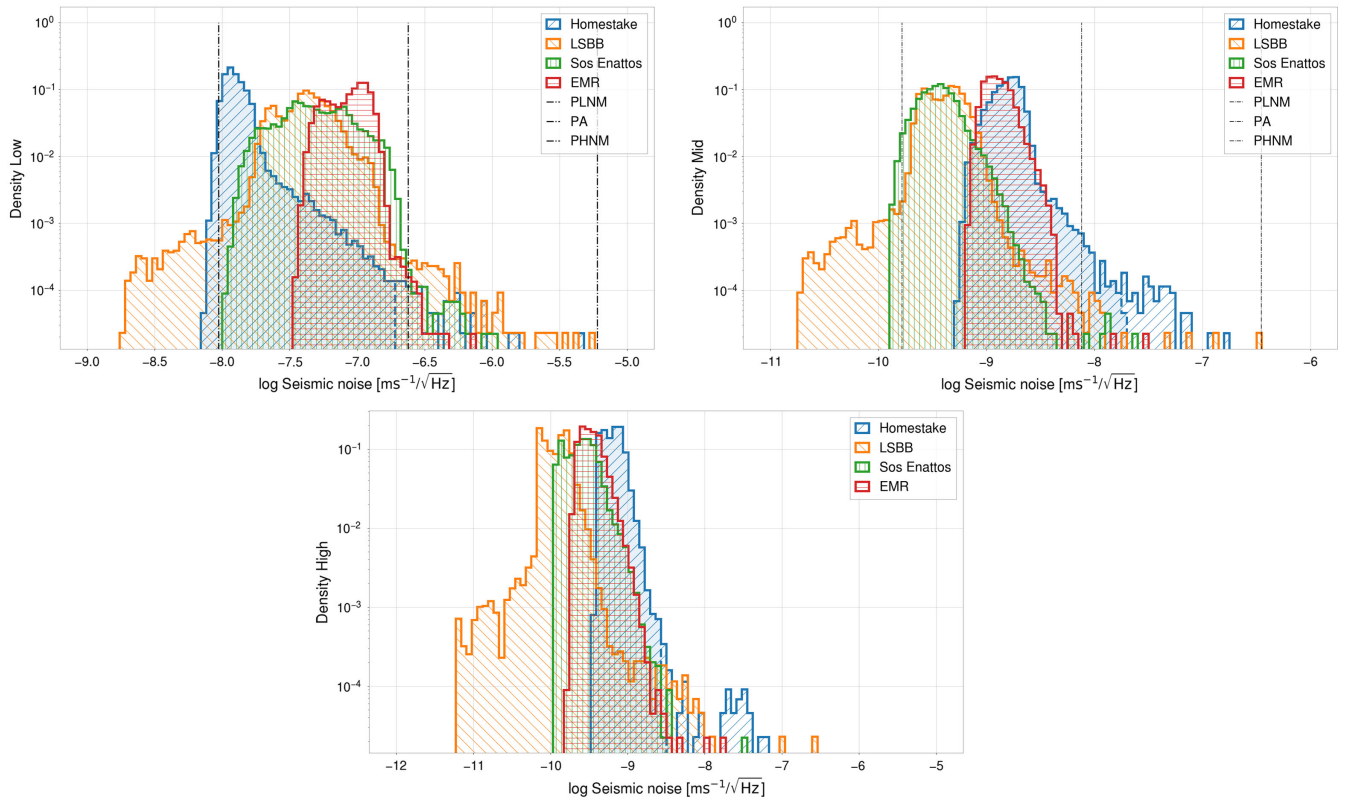 Density Low
10⁰
10⁻¹
10⁻²
10⁻³
10⁻⁴
Homestake
LSBB
Sos Enattos
EMR
PLNM
PA
PHNM
−9.0 −8.5 −8.0 −7.5 −7.0 −6.5 −6.0 −5.5 −5.0
log Seismic noise [ms⁻¹/√Hz]
Density Mid
10⁰
10⁻¹
10⁻²
10⁻³
10⁻⁴
Homestake
LSBB
Sos Enattos
EMR
PLNM
PA
PHNM
−11 −10 −9 −8 −7 −6
log Seismic noise [ms⁻¹/√Hz]
Density High
10⁻¹
10⁻²
10⁻³
10⁻⁴
Homestake
LSBB
Sos Enattos
EMR
−12 −11 −10 −9 −8 −7 −6 −5
log Seismic noise [ms⁻¹/√Hz]